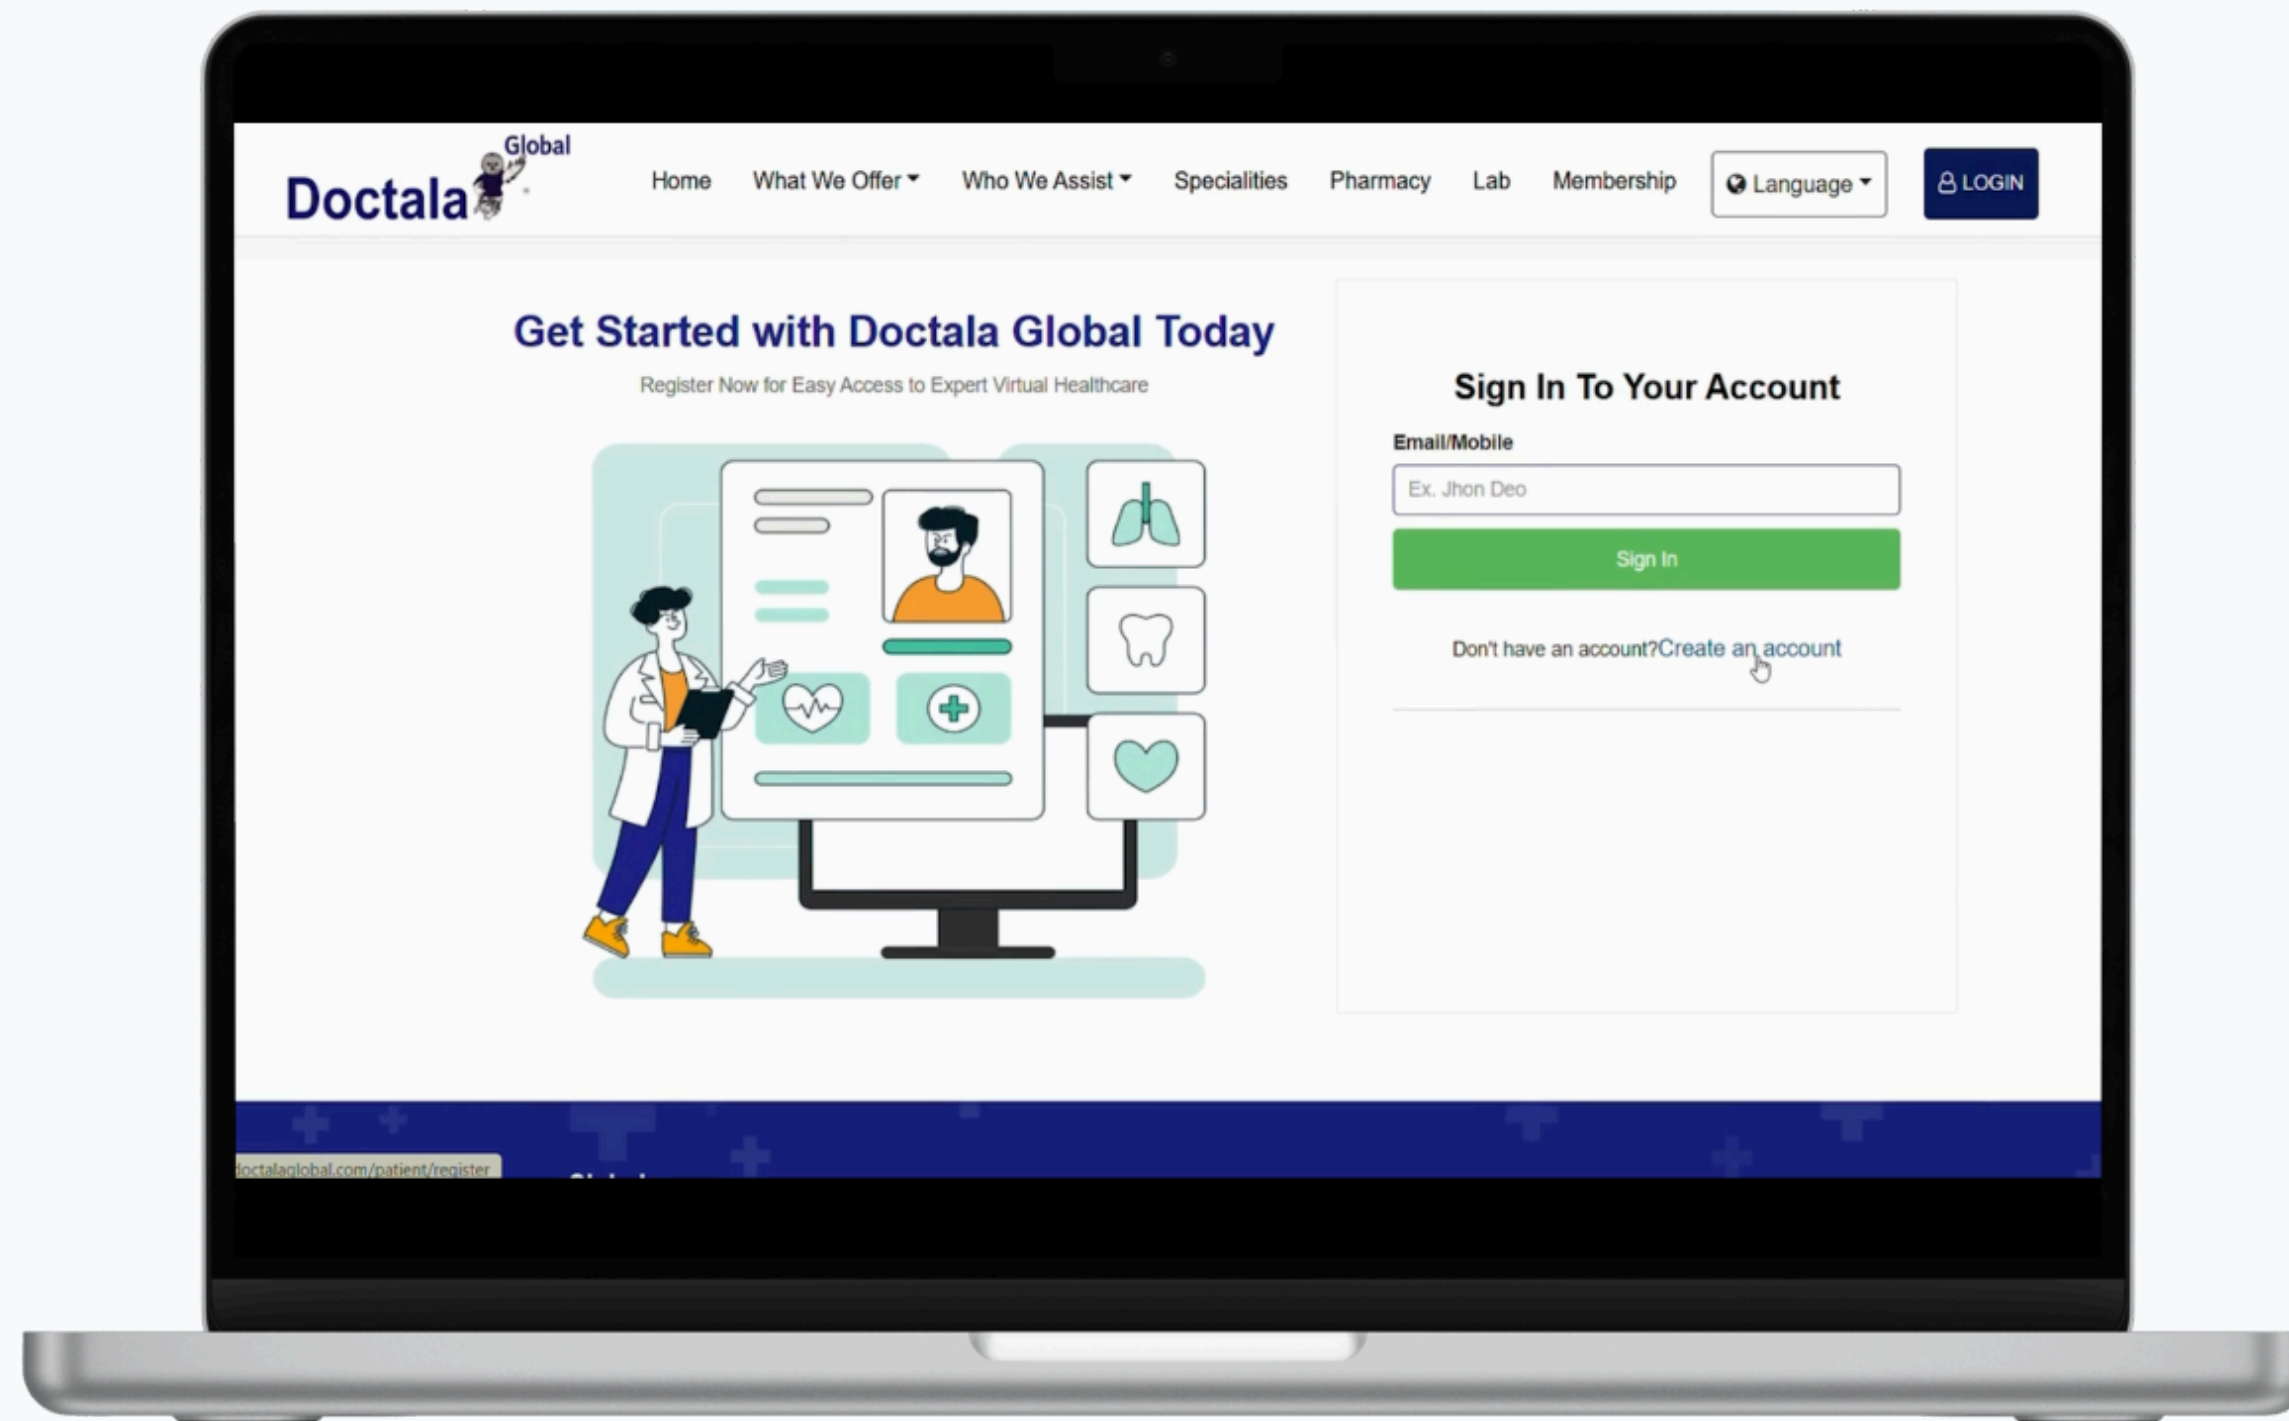 Global
Doctala
Home What We Offer Who We Assist Specialities Pharmacy Lab Membership Language LOGIN
Get Started with Doctala Global Today
Register Now for Easy Access to Expert Virtual Healthcare
Sign In To Your Account
Email/Mobile
Ex. Jhon Deo
Sign In
Don't have an account?Create an account
doctalaglobal.com/patient/register